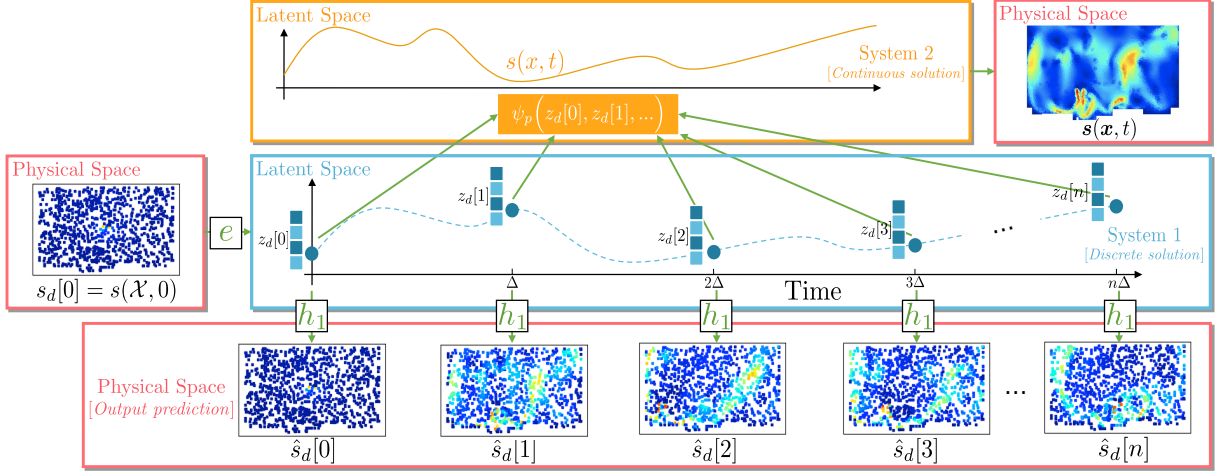 Latent Space
s(x, t)
System 2
[Continuous solution]
ψ_p(z_d[0], z_d[1], ...)
Physical Space
s(x, t)
Physical Space
s_d[0] = s(𝒳, 0)
e
Latent Space
z_d[0]
z_d[1]
z_d[2]
z_d[3]
...
z_d[n]
System 1
[Discrete solution]
Δ
2Δ
Time
3Δ
nΔ
h_1
h_1
h_1
h_1
h_1
Physical Space
[Output prediction]
...
ŝ_d[0]
ŝ_d[1]
ŝ_d[2]
ŝ_d[3]
ŝ_d[n]